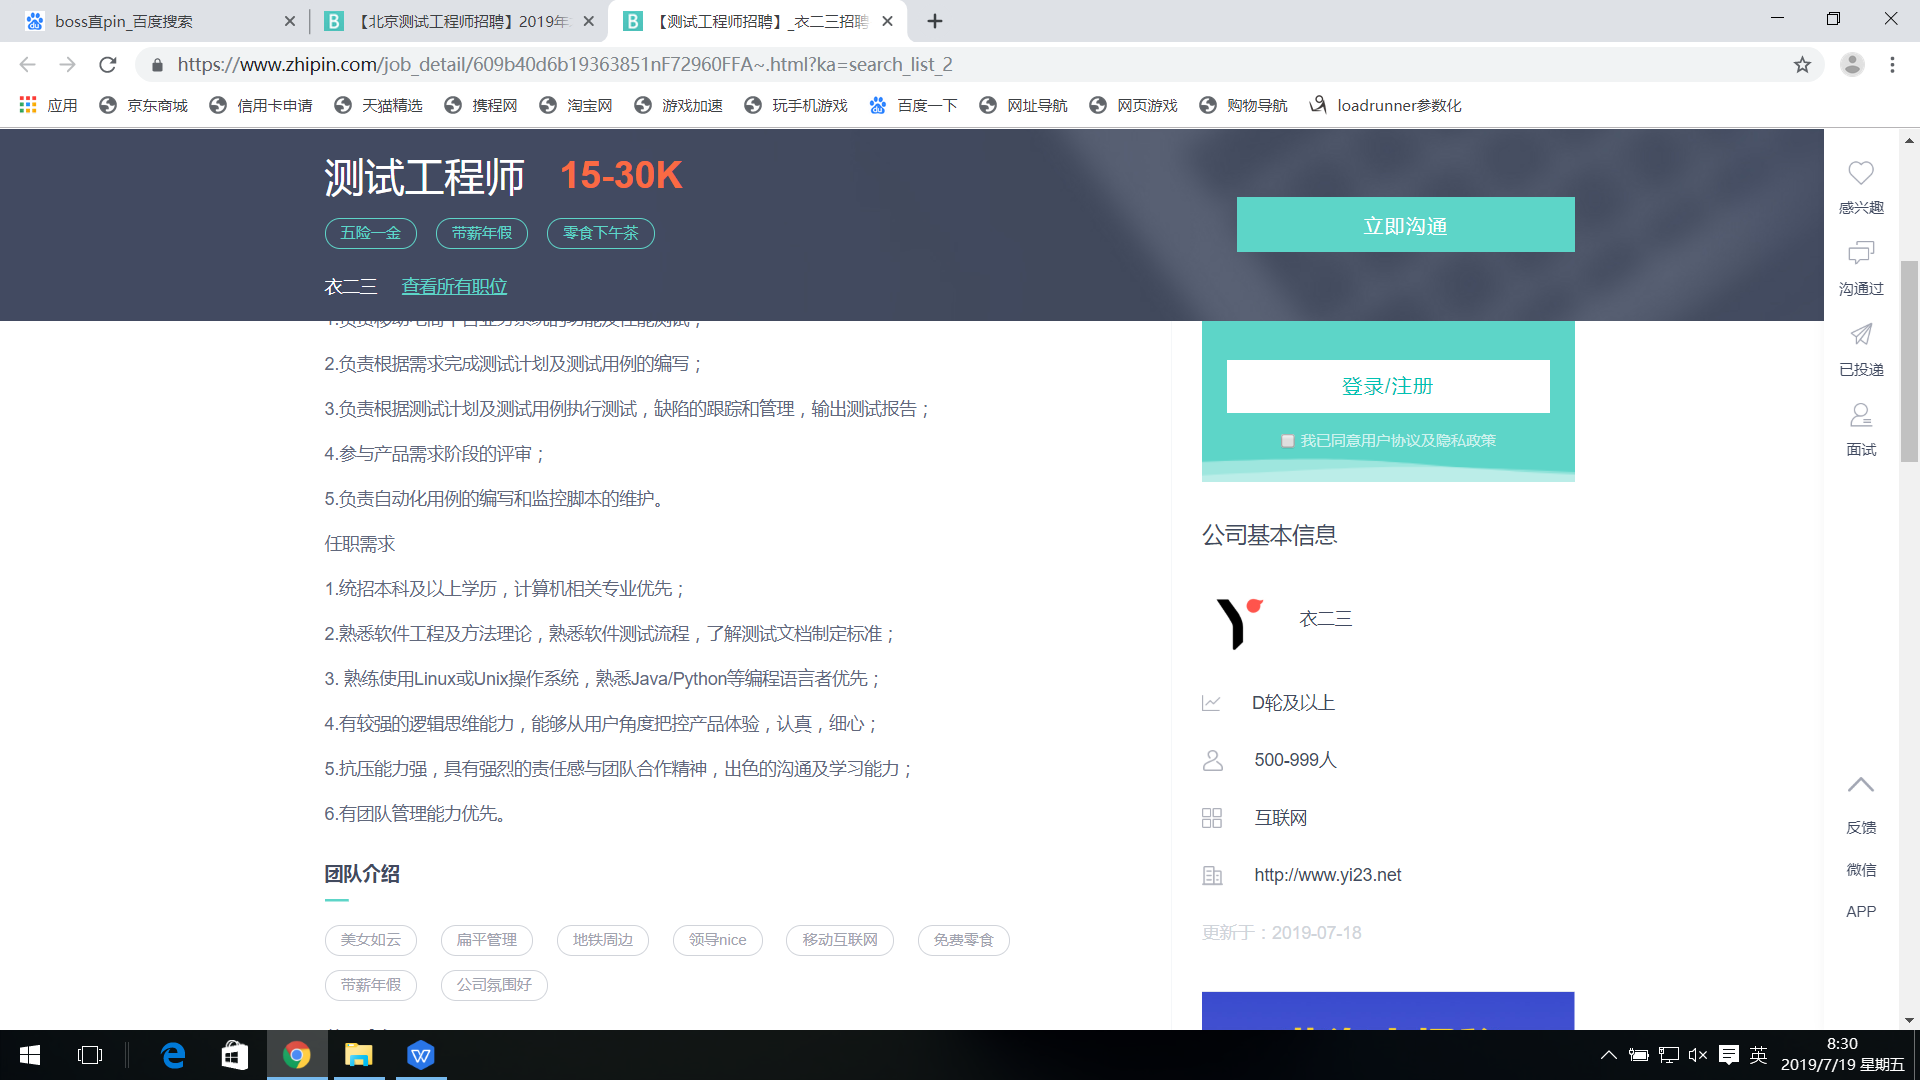 boss直pin_百度搜索
【北京测试工程师招聘】2019年
【测试工程师招聘】_衣二三招聘
https://www.zhipin.com/job_detail/609b40d6b19363851nF72960FFA~.html?ka=search_list_2
应用 京东商城 信用卡申请 天猫精选 携程网 淘宝网 游戏加速 玩手机游戏 百度一下 网址导航 网页游戏 购物导航 loadrunner参数化
测试工程师 15-30K
五险一金 带薪年假 零食下午茶
衣二三 查看所有职位
立即沟通
1.负责移动电商平台业务系统的功能及性能测试；
2.负责根据需求完成测试计划及测试用例的编写；
3.负责根据测试计划及测试用例执行测试，缺陷的跟踪和管理，输出测试报告；
4.参与产品需求阶段的评审；
5.负责自动化用例的编写和监控脚本的维护。
任职需求
1.统招本科及以上学历，计算机相关专业优先；
2.熟悉软件工程及方法理论，熟悉软件测试流程，了解测试文档制定标准；
3. 熟练使用Linux或Unix操作系统，熟悉Java/Python等编程语言者优先；
4.有较强的逻辑思维能力，能够从用户角度把控产品体验，认真，细心；
5.抗压能力强，具有强烈的责任感与团队合作精神，出色的沟通及学习能力；
6.有团队管理能力优先。
团队介绍
美女如云 扁平管理 地铁周边 领导nice 移动互联网 免费零食
带薪年假 公司氛围好
登录/注册
我已同意用户协议及隐私政策
公司基本信息
衣二三
D轮及以上
500-999人
互联网
http://www.yi23.net
更新于：2019-07-18
感兴趣
沟通过
已投递
面试
反馈
微信
APP
英
8:30
2019/7/19 星期五